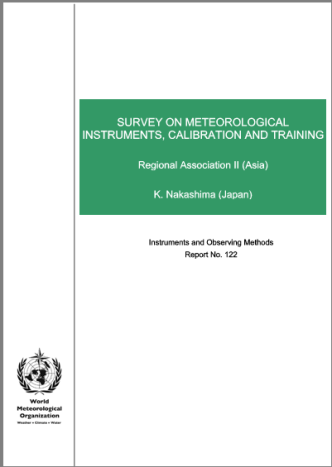 SURVEY ON METEOROLOGICAL
INSTRUMENTS, CALIBRATION AND TRAINING
Regional Association II (Asia)
K. Nakashima (Japan)
Instruments and Observing Methods
Report No. 122
World
Meteorological
Organization
Weather • Climate • Water